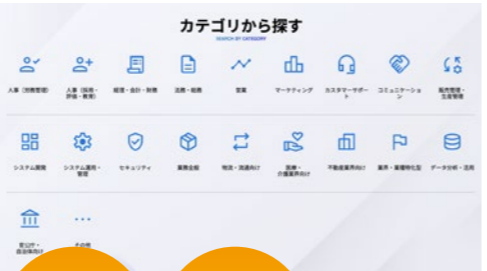 カテゴリから探す
SEARCH BY CATEGORY
人事（労務管理）
人事（採用・
評価・教育）
経理・会計・財務
法務・総務
営業
マーケティング
カスタマーサポー
ト
コミュニケーショ
ン
販売管理・
生産管理
システム開発
システム運用・
管理
セキュリティ
業務全般
物流・流通向け
医療・
介護業界向け
不動産業界向け
業界・業種特化型
データ分析・活用
官公庁・
自治体向け
その他